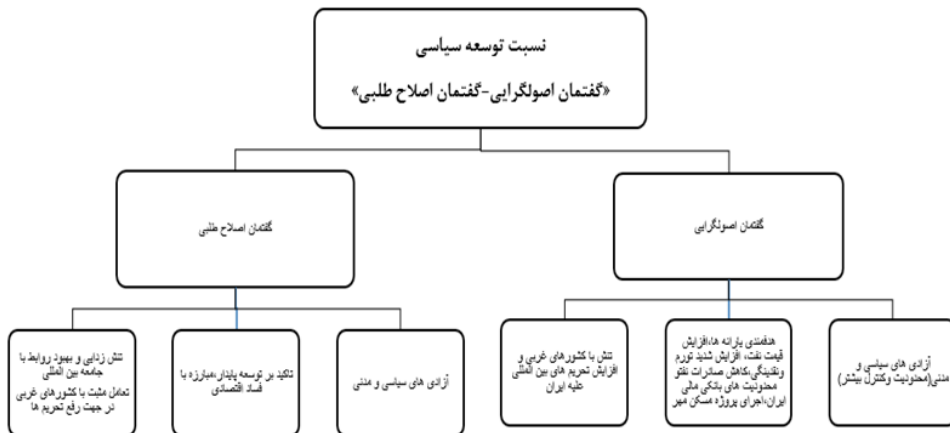 نسبت توسعه سیاسی
«گفتمان اصولگرایی-گفتمان اصلاح طلبی»
گفتمان اصولگرایی
گفتمان اصلاح طلبی
آزادی های سیاسی و
مدنی(محدودیت وکنترل بیشتر)
هدفمندی یارانه ها،افزایش
قیمت نفت، افزایش شدید تورم
ونقدینگی،کاهش صادرات نفتو
محدودیت های بانکی مالی
ایران،اجرای پروژه مسکن مهر
تنش با کشورهای غربی و
افزایش تحریم های بین المللی
علیه ایران
آزادی های سیاسی و مدنی
تاکید بر توسعه پایدار،مبارزه با
فساد اقتصادی
تنش زدایی و بهبود روابط با
جامعه بین المللی
تعامل مثبت با کشورهای غربی
در جهت رفع تحریم ها